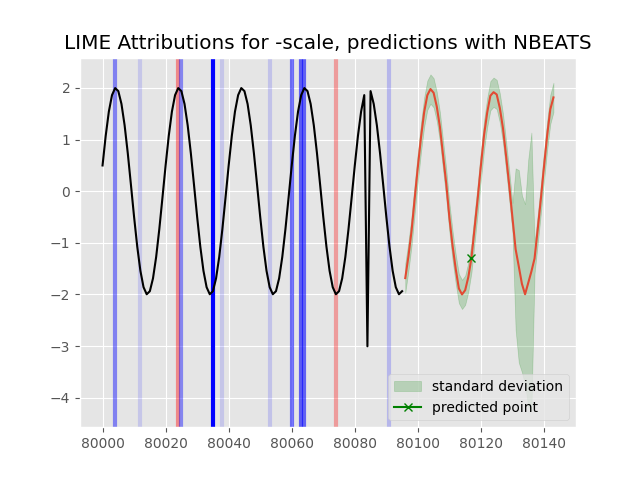 LIME Attributions for -scale, predictions with NBEATS
2
1
0
−1
−2
−3
−4
standard deviation
predicted point
80000 80020 80040 80060 80080 80100 80120 80140